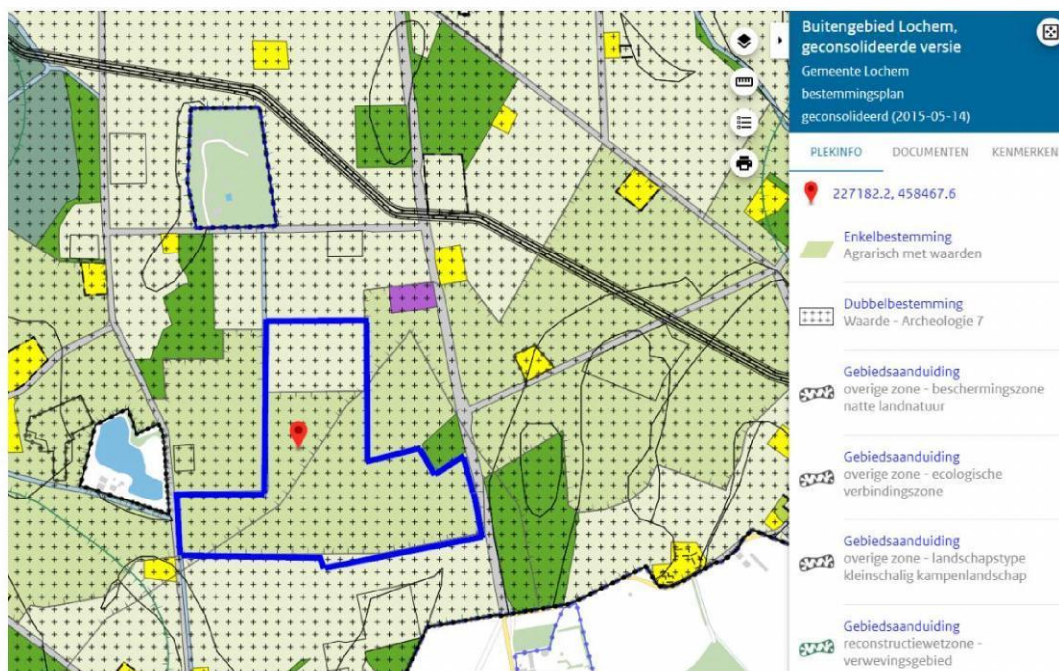 Buitengebied Lochem,
geconsolideerde versie
Gemeente Lochem
bestemmingsplan
geconsolideerd (2015-05-14)
PLEKINFO DOCUMENTEN KENMERKEN
227182.2, 458467.6
Enkelbestemming
Agrarisch met waarden
Dubbelbestemming
Waarde - Archeologie 7
Gebiedsaanduiding
overige zone - beschermingszone
natte landnatuur
Gebiedsaanduiding
overige zone - ecologische
verbindingszone
Gebiedsaanduiding
overige zone - landschapstype
kleinschalig kampenlandschap
Gebiedsaanduiding
reconstructiewetzone -
verwevingsgebied